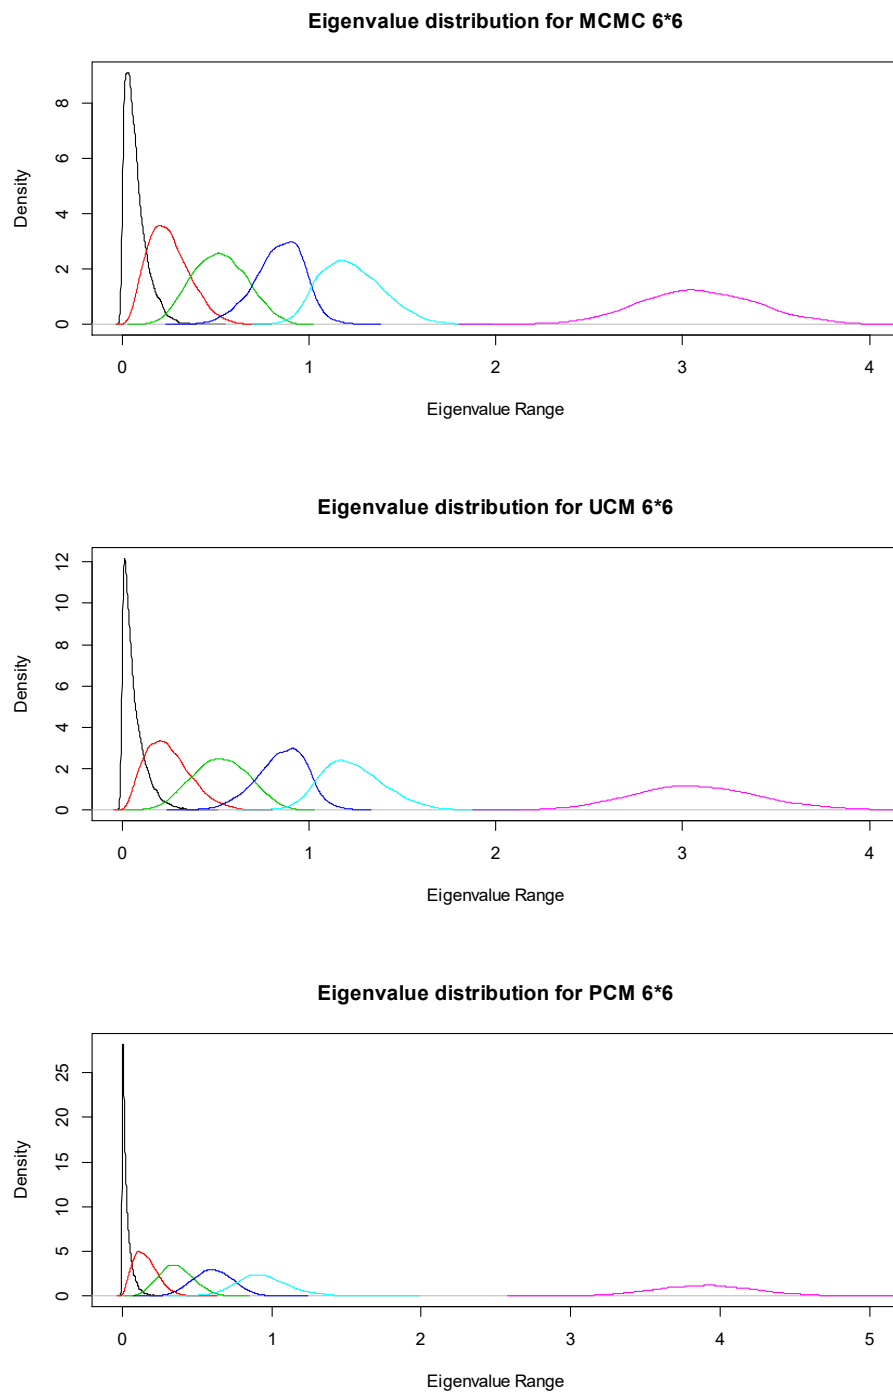 Eigenvalue distribution for MCMC 6*6
Density
0 2 4 6 8
0 1 2 3 4
Eigenvalue Range
Eigenvalue distribution for UCM 6*6
Density
0 2 4 6 8 10 12
0 1 2 3 4
Eigenvalue Range
Eigenvalue distribution for PCM 6*6
Density
0 5 10 15 20 25
0 1 2 3 4 5
Eigenvalue Range